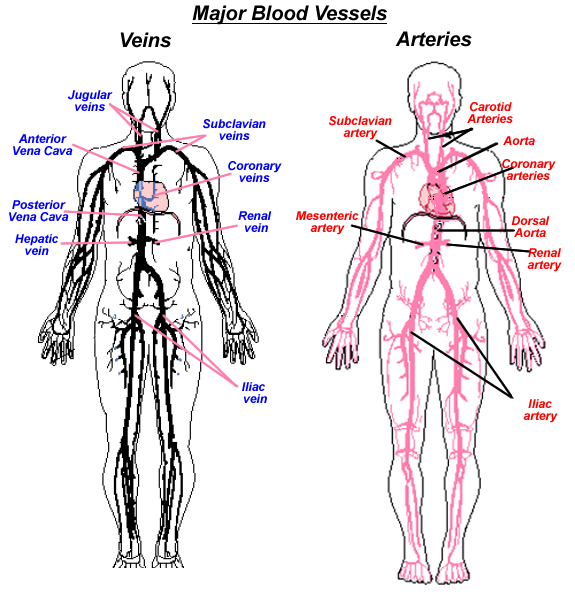 Major Blood Vessels
Veins
Jugular
veins
Subclavian
veins
Anterior
Vena Cava
Coronary
veins
Posterior
Vena Cava
Renal
vein
Hepatic
vein
Iliac
vein
Arteries
Carotid
Arteries
Subclavian
artery
Aorta
Coronary
arteries
Mesenteric
artery
Dorsal
Aorta
Renal
artery
Iliac
artery